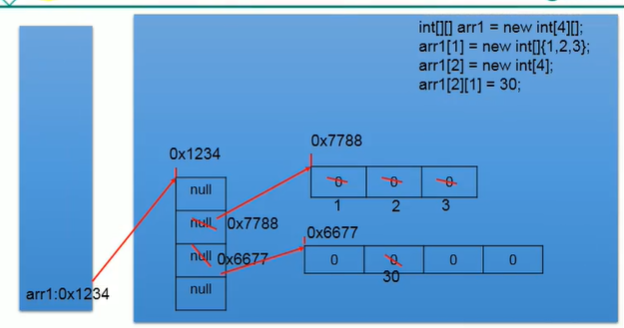 int[][] arr1 = new int[4][];
arr1[1] = new int[]{1,2,3};
arr1[2] = new int[4];
arr1[2][1] = 30;
0x7788
0x1234
null
0 0 0
1 2 3
null 0x7788
0x6677
null 0x6677
0 0 0 0
30
null
arr1:0x1234